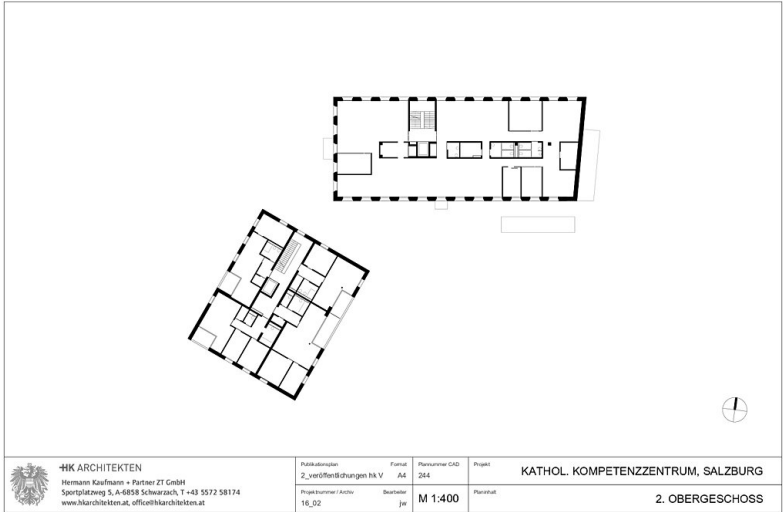 HK ARCHITEKTEN
Hermann Kaufmann + Partner ZT GmbH
Sportplatzweg 5, A-6858 Schwarzach, T +43 5572 58174
www.hkarchitekten.at, office@hkarchitekten.at
Publikationsplan Format
2_veröffentlichungen hk V A4
Projektnummer / Archiv Bearbeiter
16_02 jw
Plannummer CAD
244
M 1:400
Projekt
KATHOL. KOMPETENZZENTRUM, SALZBURG
Planinhalt
2. OBERGESCHOSS